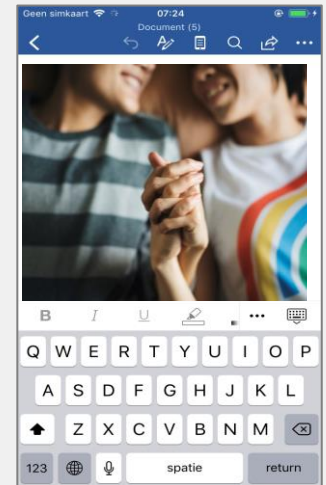 Geen simkaart 07:24
Document (5)
B I U
Q W E R T Y U I O P
A S D F G H J K L
Z X C V B N M
123 spatie return